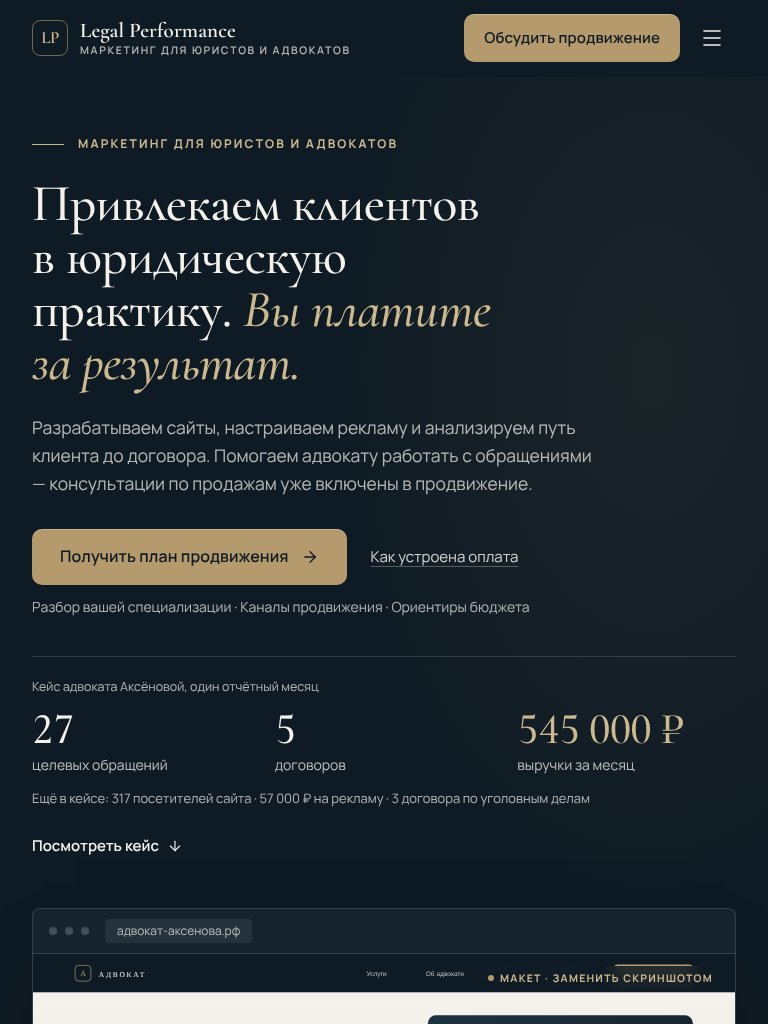 LP
Legal Performance
МАРКЕТИНГ ДЛЯ ЮРИСТОВ И АДВОКАТОВ
Обсудить продвижение
МАРКЕТИНГ ДЛЯ ЮРИСТОВ И АДВОКАТОВ
Привлекаем клиентов
в юридическую
практику. Вы платите
за результат.
Разрабатываем сайты, настраиваем рекламу и анализируем путь
клиента до договора. Помогаем адвокату работать с обращениями
— консультации по продажам уже включены в продвижение.
Получить план продвижения →
Как устроена оплата
Разбор вашей специализации · Каналы продвижения · Ориентиры бюджета
Кейс адвоката Аксёновой, один отчётный месяц
27
целевых обращений
5
договоров
545 000 ₽
выручки за месяц
Ещё в кейсе: 317 посетителей сайта · 57 000 ₽ на рекламу · 3 договора по уголовным делам
Посмотреть кейс ↓
адвокат-аксенова.рф
А АДВОКАТ
Услуги
Об адвокате
МАКЕТ · ЗАМЕНИТЬ СКРИНШОТОМ